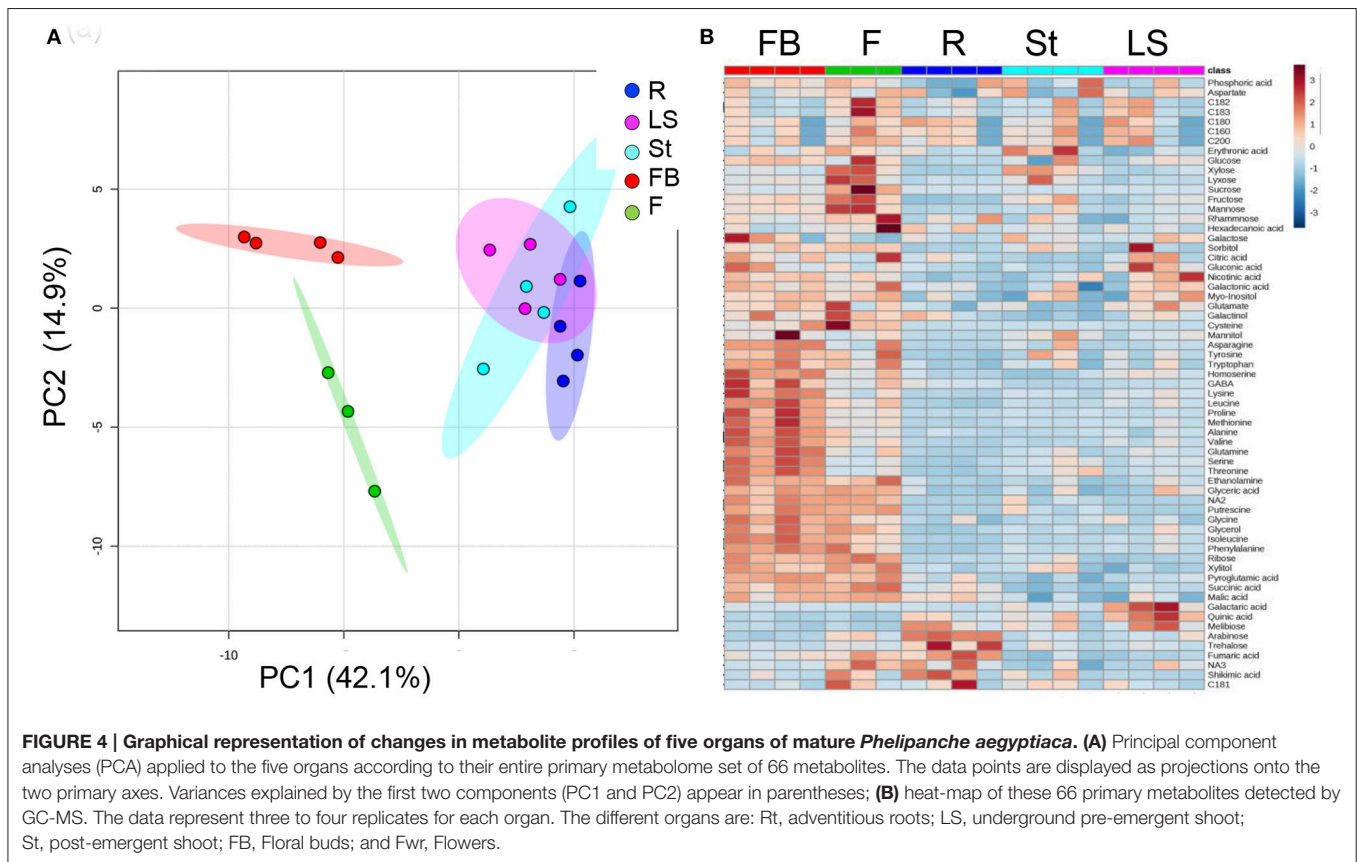 (a)
A
R
LS
St
FB
F
5
0
-5
-10
PC2 (14.9%)
-10
PC1 (42.1%)
B
FB F R St LS
class
Phosphoric acid
Aspartate
C182
C183
C180
C160
C200
Erythronic acid
Glucose
Xylose
Lyxose
Sucrose
Fructose
Mannose
Rhammnose
Hexadecanoic acid
Galactose
Sorbitol
Citric acid
Gluconic acid
Nicotinic acid
Galactonic acid
Myo-Inositol
Glutamate
Galactinol
Cysteine
Mannitol
Asparagine
Tyrosine
Tryptophan
Homoserine
GABA
Lysine
Leucine
Proline
Methionine
Alanine
Valine
Glutamine
Serine
Threonine
Ethanolamine
Glyceric acid
NA2
Putrescine
Glycine
Glycerol
Isoleucine
Phenylalanine
Ribose
Xylitol
Pyroglutamic acid
Succinic acid
Malic acid
Galactaric acid
Quinic acid
Melibiose
Arabinose
Trehalose
Fumaric acid
NA3
Shikimic acid
C181
3
2
1
0
-1
-2
-3
FIGURE 4 | Graphical representation of changes in metabolite profiles of five organs of mature Phelipanche aegyptiaca. (A) Principal component
analyses (PCA) applied to the five organs according to their entire primary metabolome set of 66 metabolites. The data points are displayed as projections onto the
two primary axes. Variances explained by the first two components (PC1 and PC2) appear in parentheses; (B) heat-map of these 66 primary metabolites detected by
GC-MS. The data represent three to four replicates for each organ. The different organs are: Rt, adventitious roots; LS, underground pre-emergent shoot;
St, post-emergent shoot; FB, Floral buds; and Fwr, Flowers.